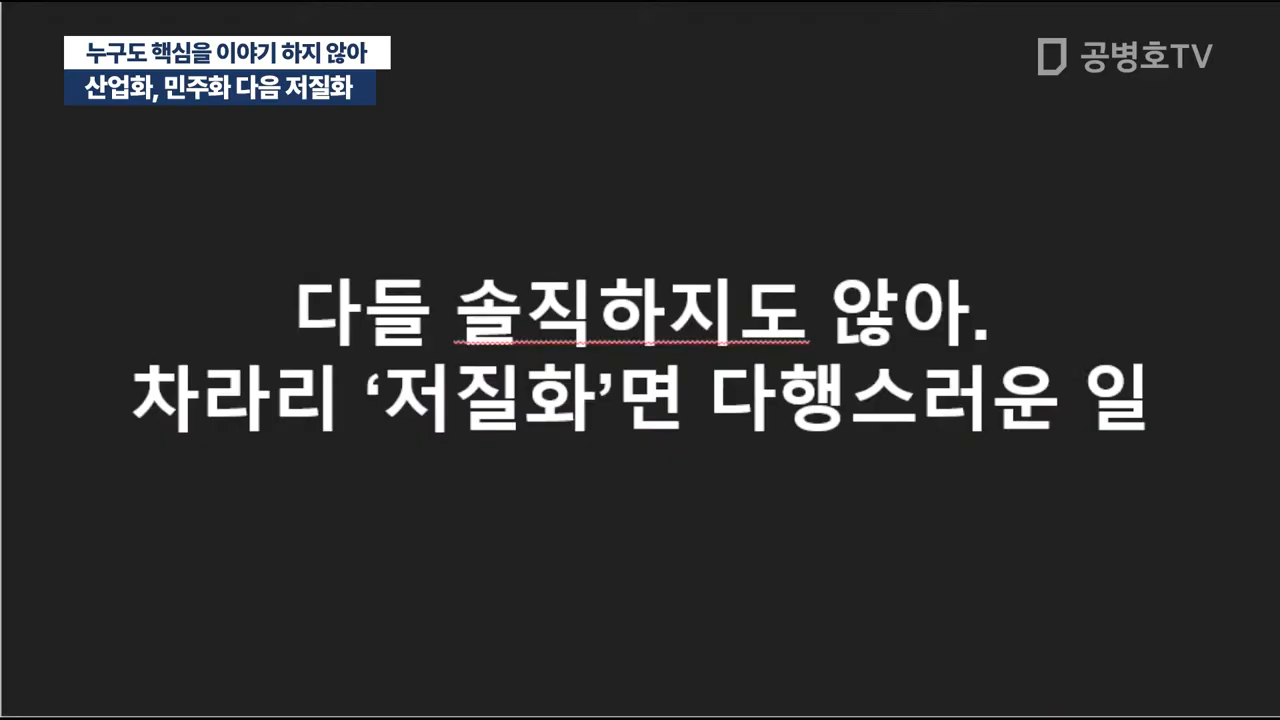 누구도 핵심을 이야기 하지 않아
산업화, 민주화 다음 저질화
공병호TV
다들 솔직하지도 않아.
차라리 ‘저질화’면 다행스러운 일